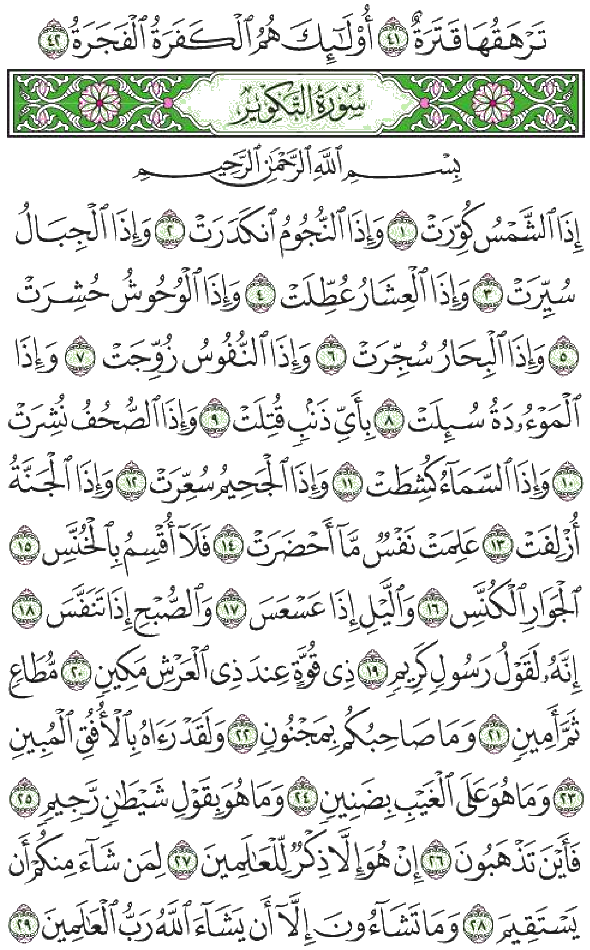 تَرْهَقُهَا قَتَرَةٌ ٤١ أُو۟لَـٰٓئِكَ هُمُ ٱلْكَفَرَةُ ٱلْفَجَرَةُ ٤٢
سُورَةُ التَّكْوِير
بِسْمِ ٱللَّهِ ٱلرَّحْمَـٰنِ ٱلرَّحِيمِ
إِذَا ٱلشَّمْسُ كُوِّرَتْ ١ وَإِذَا ٱلنُّجُومُ ٱنكَدَرَتْ ٢ وَإِذَا ٱلْجِبَالُ
سُيِّرَتْ ٣ وَإِذَا ٱلْعِشَارُ عُطِّلَتْ ٤ وَإِذَا ٱلْوُحُوشُ حُشِرَتْ
٥ وَإِذَا ٱلْبِحَارُ سُجِّرَتْ ٦ وَإِذَا ٱلنُّفُوسُ زُوِّجَتْ ٧ وَإِذَا
ٱلْمَوْءُۥدَةُ سُئِلَتْ ٨ بِأَىِّ ذَنۢبٍ قُتِلَتْ ٩ وَإِذَا ٱلصُّحُفُ نُشِرَتْ
١٠ وَإِذَا ٱلسَّمَآءُ كُشِطَتْ ١١ وَإِذَا ٱلْجَحِيمُ سُعِّرَتْ ١٢ وَإِذَا ٱلْجَنَّةُ
أُزْلِفَتْ ١٣ عَلِمَتْ نَفْسٌ مَّآ أَحْضَرَتْ ١٤ فَلَآ أُقْسِمُ بِٱلْخُنَّسِ ١٥
ٱلْجَوَارِ ٱلْكُنَّسِ ١٦ وَٱلَّيْلِ إِذَا عَسْعَسَ ١٧ وَٱلصُّبْحِ إِذَا تَنَفَّسَ ١٨
إِنَّهُۥ لَقَوْلُ رَسُولٍ كَرِيمٍ ١٩ ذِى قُوَّةٍ عِندَ ذِى ٱلْعَرْشِ مَكِينٍ ٢٠ مُّطَاعٍ
ثَمَّ أَمِينٍ ٢١ وَمَا صَاحِبُكُم بِمَجْنُونٍ ٢٢ وَلَقَدْ رَءَاهُ بِٱلْأُفُقِ ٱلْمُبِينِ
٢٣ وَمَا هُوَ عَلَى ٱلْغَيْبِ بِضَنِينٍ ٢٤ وَمَا هُوَ بِقَوْلِ شَيْطَـٰنٍ رَّجِيمٍ ٢٥
فَأَيْنَ تَذْهَبُونَ ٢٦ إِنْ هُوَ إِلَّا ذِكْرٌ لِّلْعَـٰلَمِينَ ٢٧ لِمَن شَآءَ مِنكُمْ أَن
يَسْتَقِيمَ ٢٨ وَمَا تَشَآءُونَ إِلَّآ أَن يَشَآءَ ٱللَّهُ رَبُّ ٱلْعَـٰلَمِينَ ٢٩